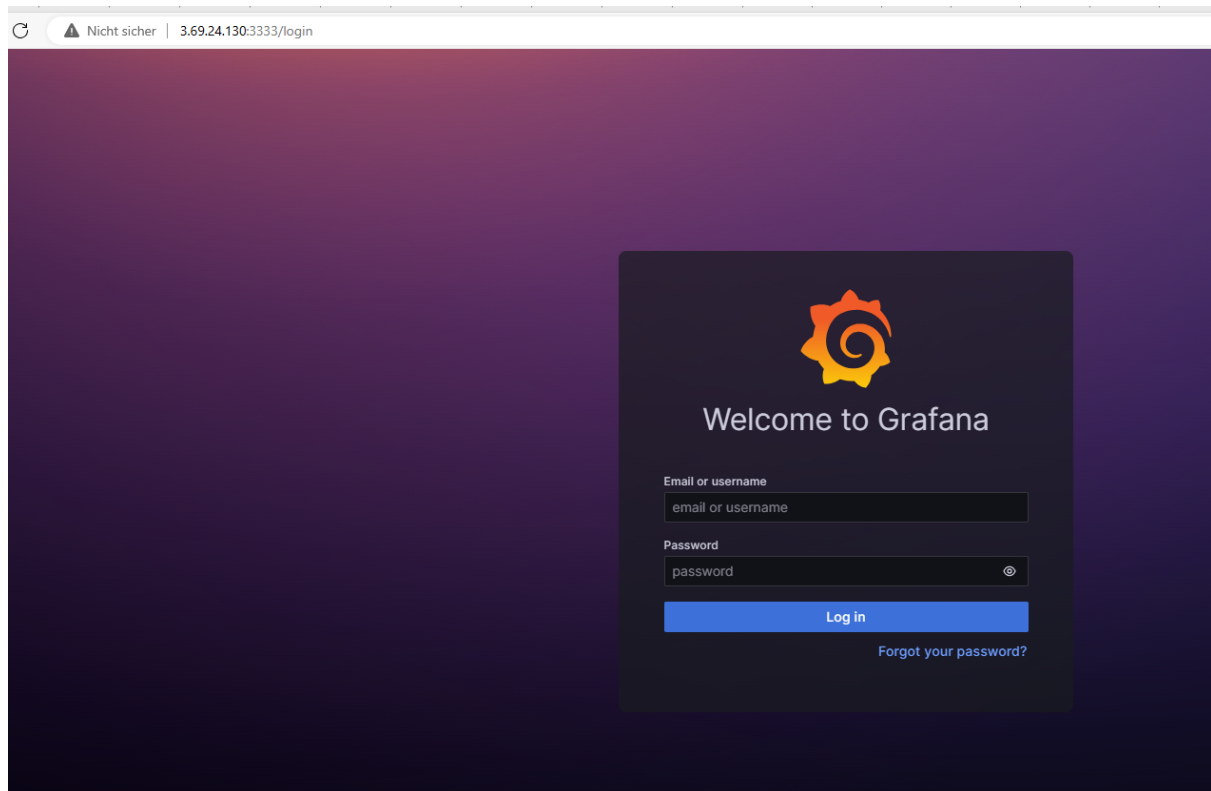 Nicht sicher 3.69.24.130:3333/login
Welcome to Grafana
Email or username
email or username
Password
password
Log in
Forgot your password?